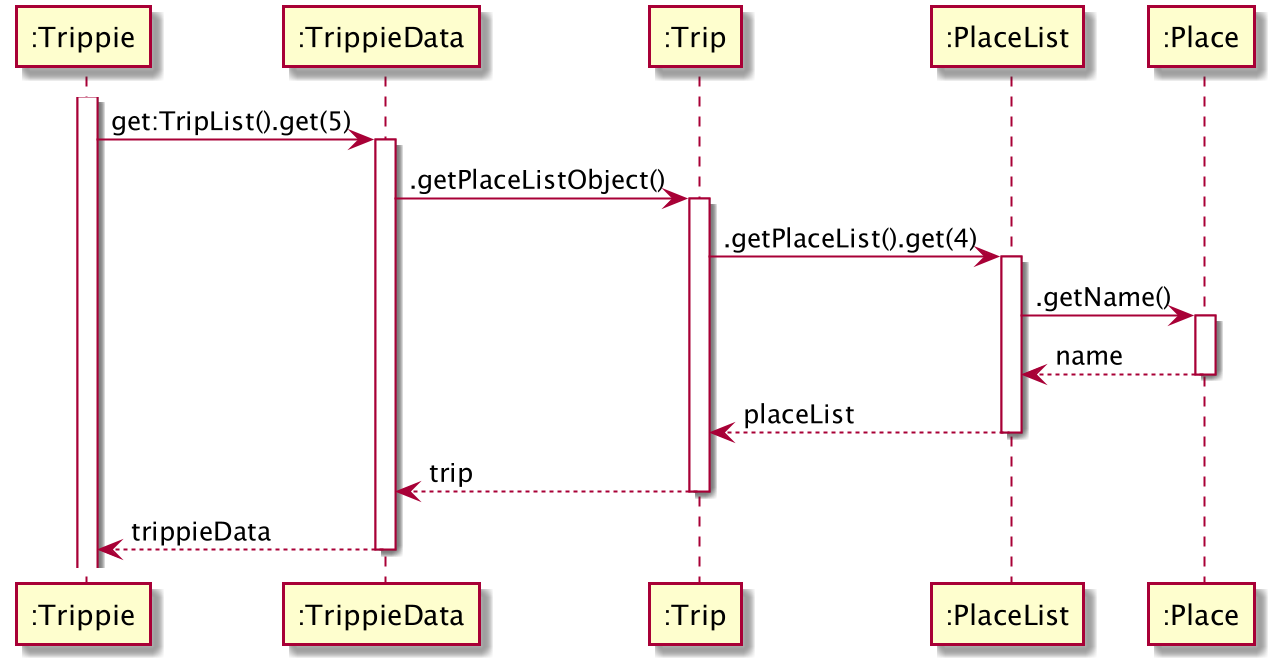 :Trippie
:TrippieData
:Trip
:PlaceList
:Place
get:TripList().get(5)
.getPlaceListObject()
.getPlaceList().get(4)
.getName()
name
placeList
trip
trippieData
:Trippie
:TrippieData
:Trip
:PlaceList
:Place